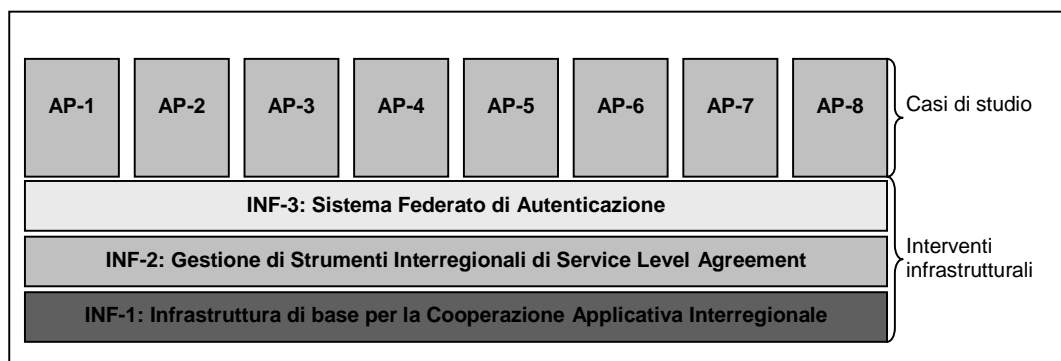 AP-1 AP-2 AP-3 AP-4 AP-5 AP-6 AP-7 AP-8
Casi di studio
INF-3: Sistema Federato di Autenticazione
INF-2: Gestione di Strumenti Interregionali di Service Level Agreement
INF-1: Infrastruttura di base per la Cooperazione Applicativa Interregionale
Interventi
infrastrutturali